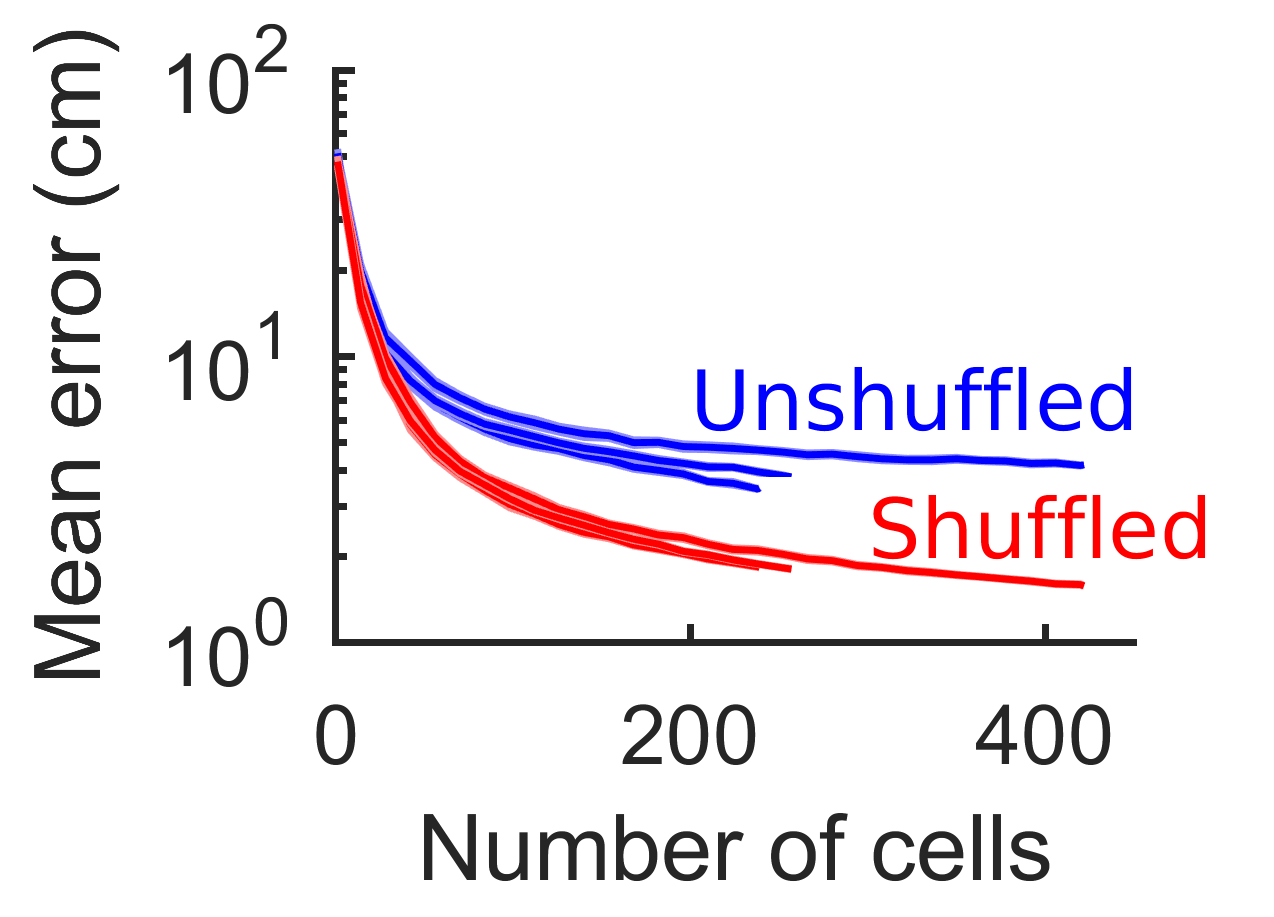 Mean error (cm)
10²
10¹
10⁰
Unshuffled
Shuffled
0 200 400
Number of cells